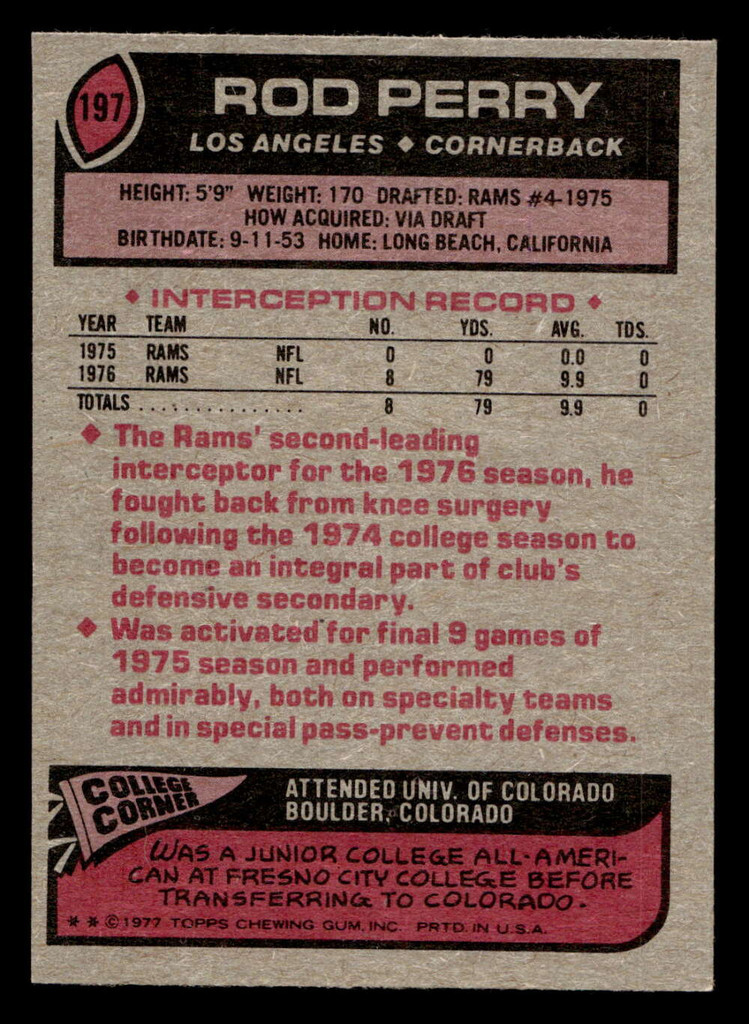 197
ROD PERRY
LOS ANGELES ♦ CORNERBACK
HEIGHT: 5'9" WEIGHT: 170 DRAFTED: RAMS #4-1975
HOW ACQUIRED: VIA DRAFT
BIRTHDATE: 9-11-53 HOME: LONG BEACH, CALIFORNIA
♦ INTERCEPTION RECORD ♦
YEAR TEAM NO. YDS. AVG. TDS.
1975 RAMS NFL 0 0 0.0 0
1976 RAMS NFL 8 79 9.9 0
TOTALS ................ 8 79 9.9 0
♦ The Rams' second-leading
interceptor for the 1976 season, he
fought back from knee surgery
following the 1974 college season to
become an integral part of club's
defensive secondary.
♦ Was activated for final 9 games of
1975 season and performed
admirably, both on specialty teams
and in special pass-prevent defenses.
COLLEGE
CORNER
ATTENDED UNIV. OF COLORADO
BOULDER, COLORADO
WAS A JUNIOR COLLEGE ALL-AMERI-
CAN AT FRESNO CITY COLLEGE BEFORE
TRANSFERRING TO COLORADO.
* * © 1977 TOPPS CHEWING GUM, INC. PRTD. IN U.S.A.